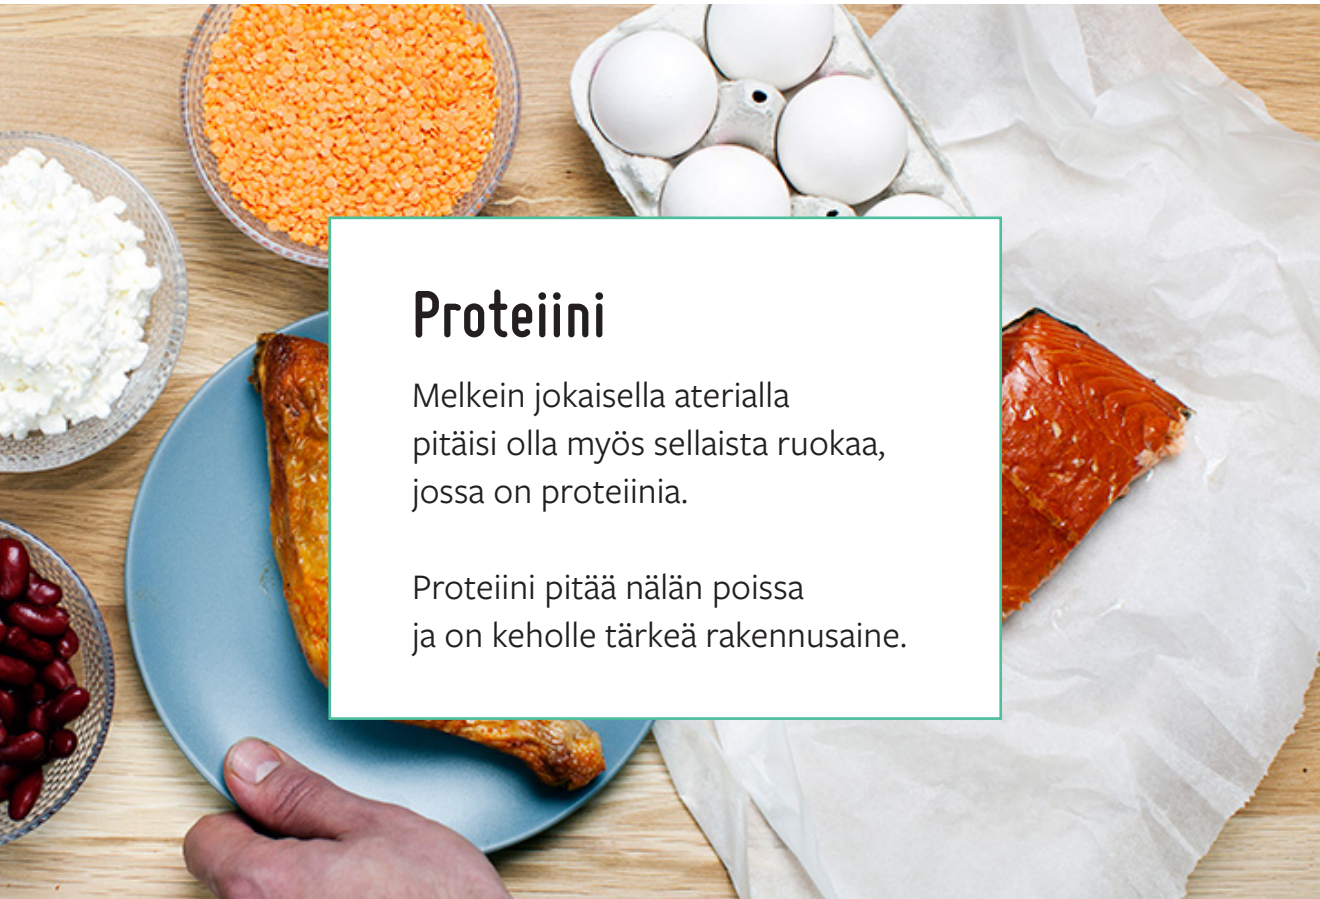 Proteiini
Melkein jokaisella aterialla
pitäisi olla myös sellaista ruokaa,
jossa on proteiinia.
Proteiini pitää nälän poissa
ja on keholle tärkeä rakennusaine.